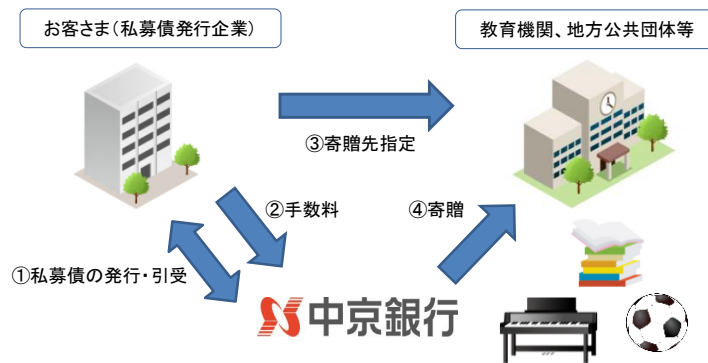 お客さま（私募債発行企業）
教育機関、地方公共団体等
③寄贈先指定
②手数料
④寄贈
①私募債の発行・引受
中京銀行